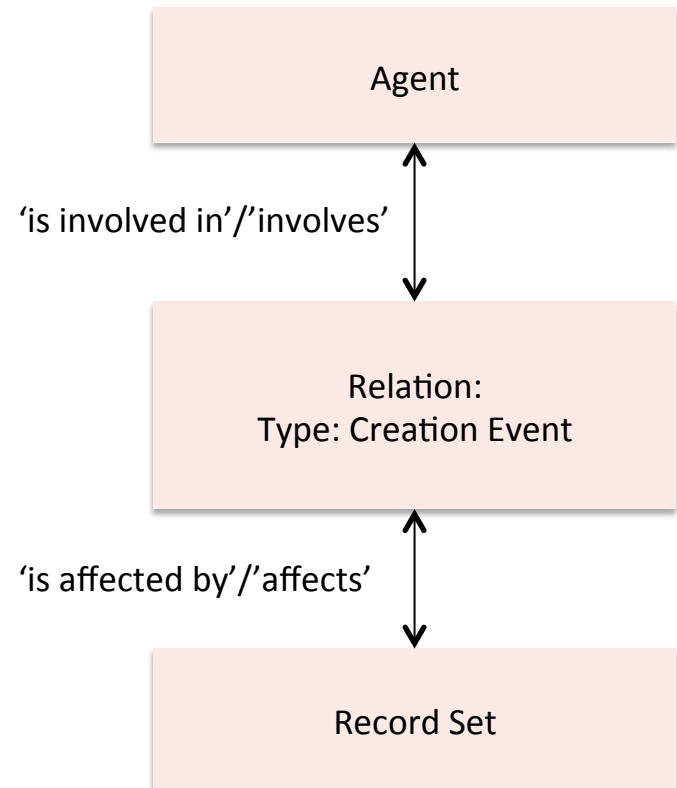 Agent
‘is involved in’/’involves’
Relation:
Type: Creation Event
‘is affected by’/’affects’
Record Set